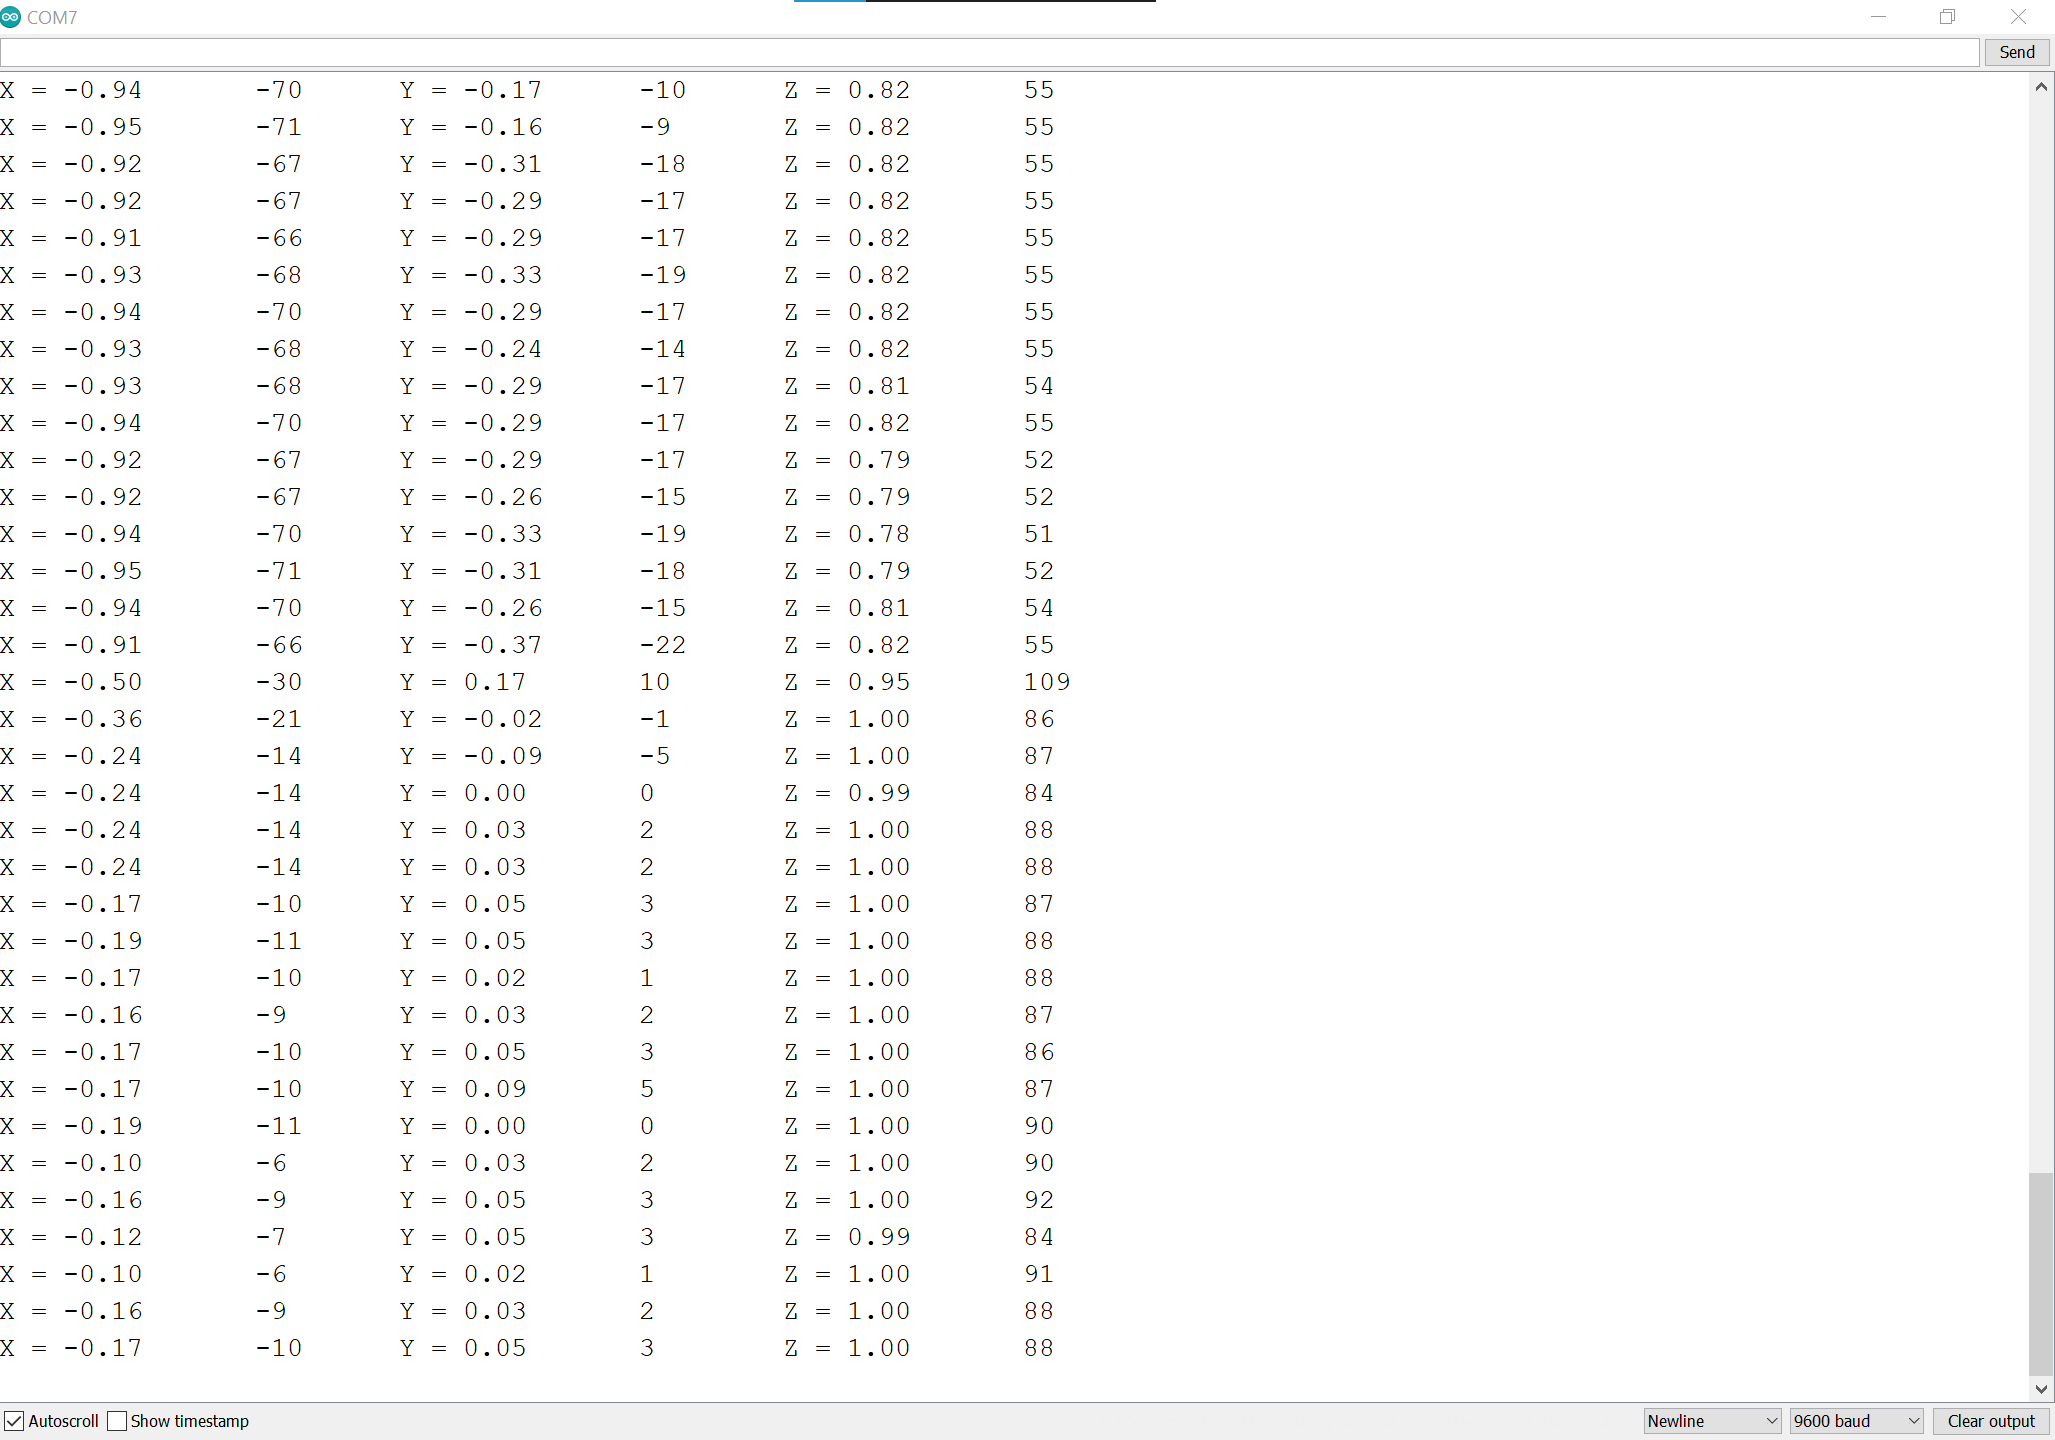 COM7
Send
X = -0.94 -70 Y = -0.17 -10 Z = 0.82 55
X = -0.95 -71 Y = -0.16 -9 Z = 0.82 55
X = -0.92 -67 Y = -0.31 -18 Z = 0.82 55
X = -0.92 -67 Y = -0.29 -17 Z = 0.82 55
X = -0.91 -66 Y = -0.29 -17 Z = 0.82 55
X = -0.93 -68 Y = -0.33 -19 Z = 0.82 55
X = -0.94 -70 Y = -0.29 -17 Z = 0.82 55
X = -0.93 -68 Y = -0.24 -14 Z = 0.82 55
X = -0.93 -68 Y = -0.29 -17 Z = 0.81 54
X = -0.94 -70 Y = -0.29 -17 Z = 0.82 55
X = -0.92 -67 Y = -0.29 -17 Z = 0.79 52
X = -0.92 -67 Y = -0.26 -15 Z = 0.79 52
X = -0.94 -70 Y = -0.33 -19 Z = 0.78 51
X = -0.95 -71 Y = -0.31 -18 Z = 0.79 52
X = -0.94 -70 Y = -0.26 -15 Z = 0.81 54
X = -0.91 -66 Y = -0.37 -22 Z = 0.82 55
X = -0.50 -30 Y = 0.17 10 Z = 0.95 109
X = -0.36 -21 Y = -0.02 -1 Z = 1.00 86
X = -0.24 -14 Y = -0.09 -5 Z = 1.00 87
X = -0.24 -14 Y = 0.00 0 Z = 0.99 84
X = -0.24 -14 Y = 0.03 2 Z = 1.00 88
X = -0.24 -14 Y = 0.03 2 Z = 1.00 88
X = -0.17 -10 Y = 0.05 3 Z = 1.00 87
X = -0.19 -11 Y = 0.05 3 Z = 1.00 88
X = -0.17 -10 Y = 0.02 1 Z = 1.00 88
X = -0.16 -9 Y = 0.03 2 Z = 1.00 87
X = -0.17 -10 Y = 0.05 3 Z = 1.00 86
X = -0.17 -10 Y = 0.09 5 Z = 1.00 87
X = -0.19 -11 Y = 0.00 0 Z = 1.00 90
X = -0.10 -6 Y = 0.03 2 Z = 1.00 90
X = -0.16 -9 Y = 0.05 3 Z = 1.00 92
X = -0.12 -7 Y = 0.05 3 Z = 0.99 84
X = -0.10 -6 Y = 0.02 1 Z = 1.00 91
X = -0.16 -9 Y = 0.03 2 Z = 1.00 88
X = -0.17 -10 Y = 0.05 3 Z = 1.00 88
Autoscroll Show timestamp Newline 9600 baud Clear output